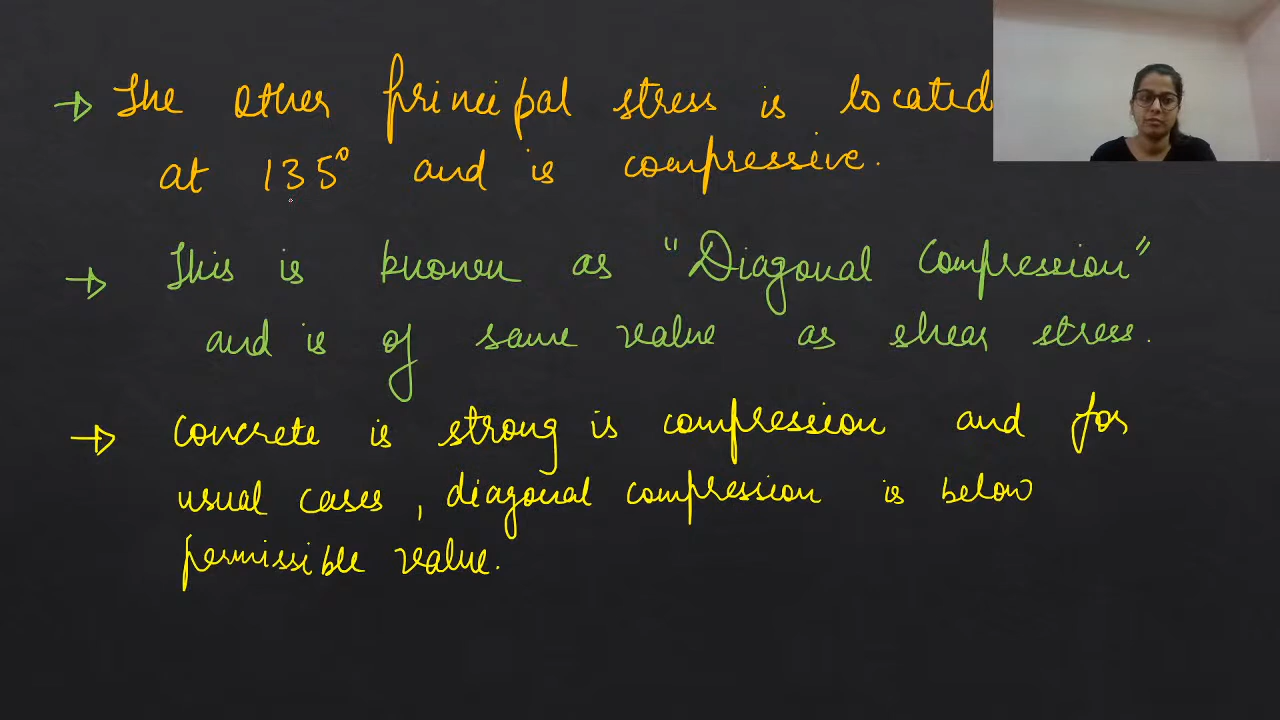 → The other principal stress is located
at 135° and is compressive.
→ This is known as "Diagonal Compression"
and is of same value as shear stress.
→ Concrete is strong is compression and for
usual cases, diagonal compression is below
permissible value.